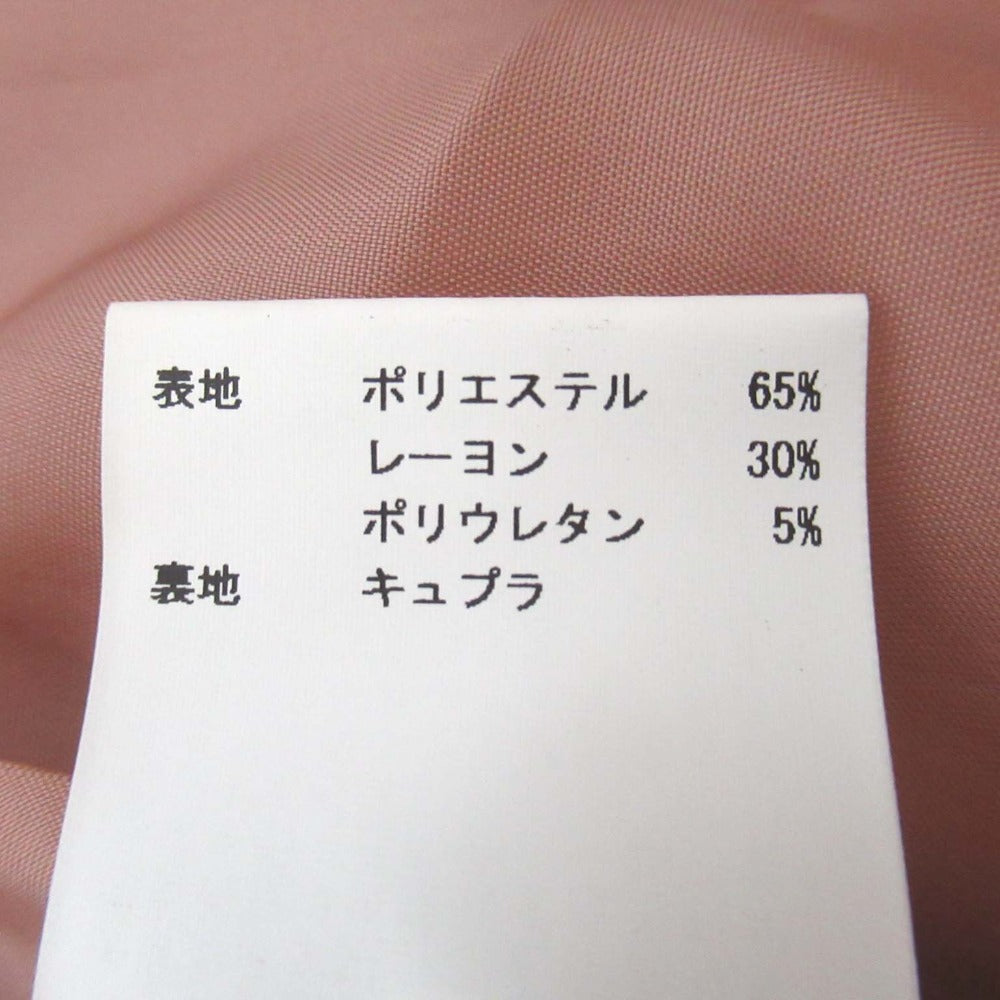 表地 ポリエステル 65%
レーヨン 30%
ポリウレタン 5%
裏地 キュプラ